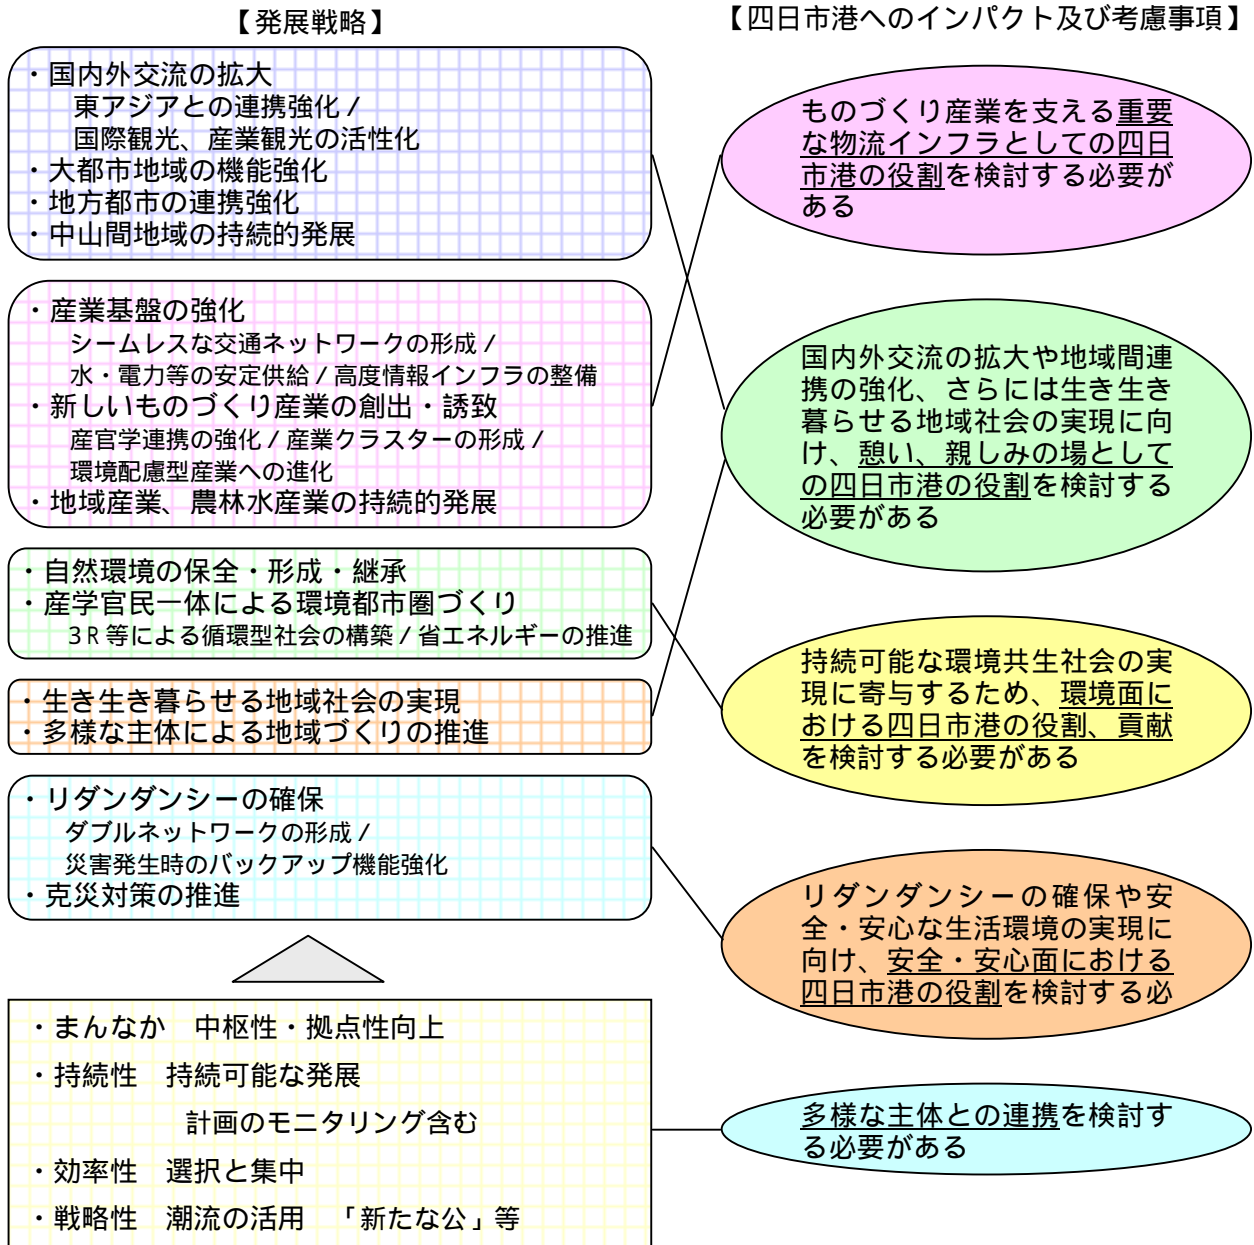 【発展戦略】
・国内外交流の拡大
東アジアとの連携強化/
国際観光、産業観光の活性化
・大都市地域の機能強化
・地方都市の連携強化
・中山間地域の持続的発展
・産業基盤の強化
シームレスな交通ネットワークの形成/
水・電力等の安定供給/高度情報インフラの整備
・新しいものづくり産業の創出・誘致
産官学連携の強化/産業クラスターの形成/
環境配慮型産業への進化
・地域産業、農林水産業の持続的発展
・自然環境の保全・形成・継承
・産学官民一体による環境都市圏づくり
3R等による循環型社会の構築/省エネルギーの推進
・生き生き暮らせる地域社会の実現
・多様な主体による地域づくりの推進
・リダンダンシーの確保
ダブルネットワークの形成/
災害発生時のバックアップ機能強化
・克災対策の推進
・まんなか 中枢性・拠点性向上
・持続性 持続可能な発展
計画のモニタリング含む
・効率性 選択と集中
・戦略性 潮流の活用 「新たな公」等
【四日市港へのインパクト及び考慮事項】
ものづくり産業を支える重要
な物流インフラとしての四日
市港の役割を検討する必要が
ある
国内外交流の拡大や地域間連
携の強化、さらには生き生き
暮らせる地域社会の実現に向
け、憩い、親しみの場として
の四日市港の役割を検討する
必要がある
持続可能な環境共生社会の実
現に寄与するため、環境面に
おける四日市港の役割、貢献
を検討する必要がある
リダンダンシーの確保や安
全・安心な生活環境の実現に
向け、安全・安心面における
四日市港の役割を検討する必
多様な主体との連携を検討す
る必要がある